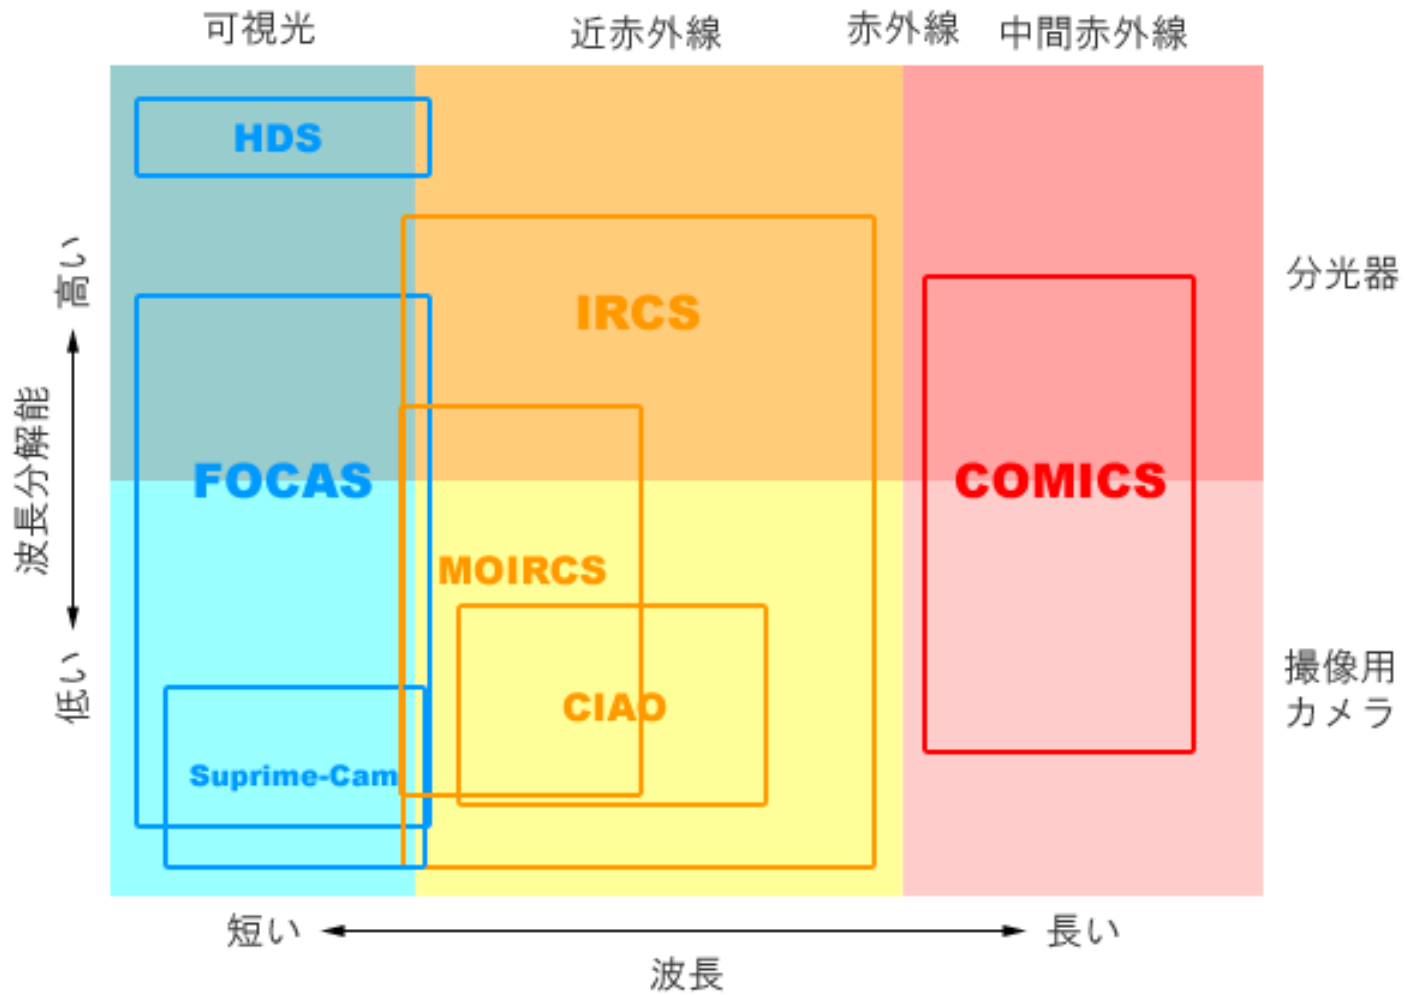 可視光
近赤外線
赤外線
中間赤外線
HDS
高い
分光器
IRCS
波長分解能
FOCAS
COMICS
MOIRCS
低い
撮像用
カメラ
CIAO
Suprime-Cam
短い
長い
波長